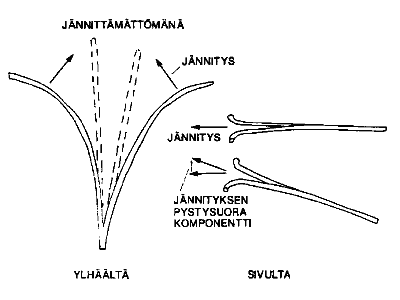 JÄNNITTÄMÄTTÖMÄNÄ
JÄNNITYS
JÄNNITYS
JÄNNITYKSEN
PYSTYSUORA
KOMPONENTTI
YLHÄÄLTÄ
SIVULTA